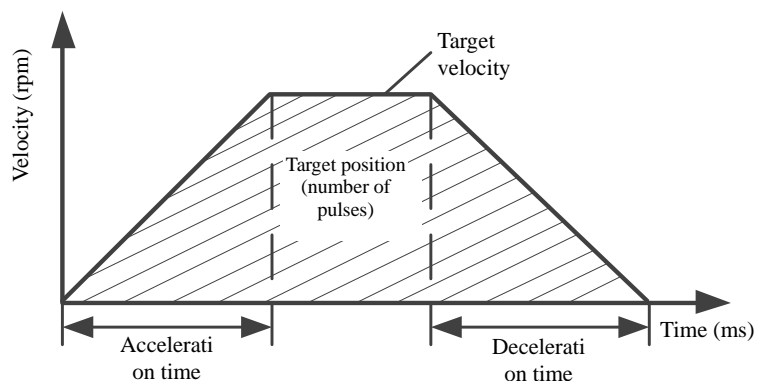 Target
velocity
Velocity (rpm)
Target position
(number of
pulses)
Time (ms)
Accelerati
on time
Decelerati
on time